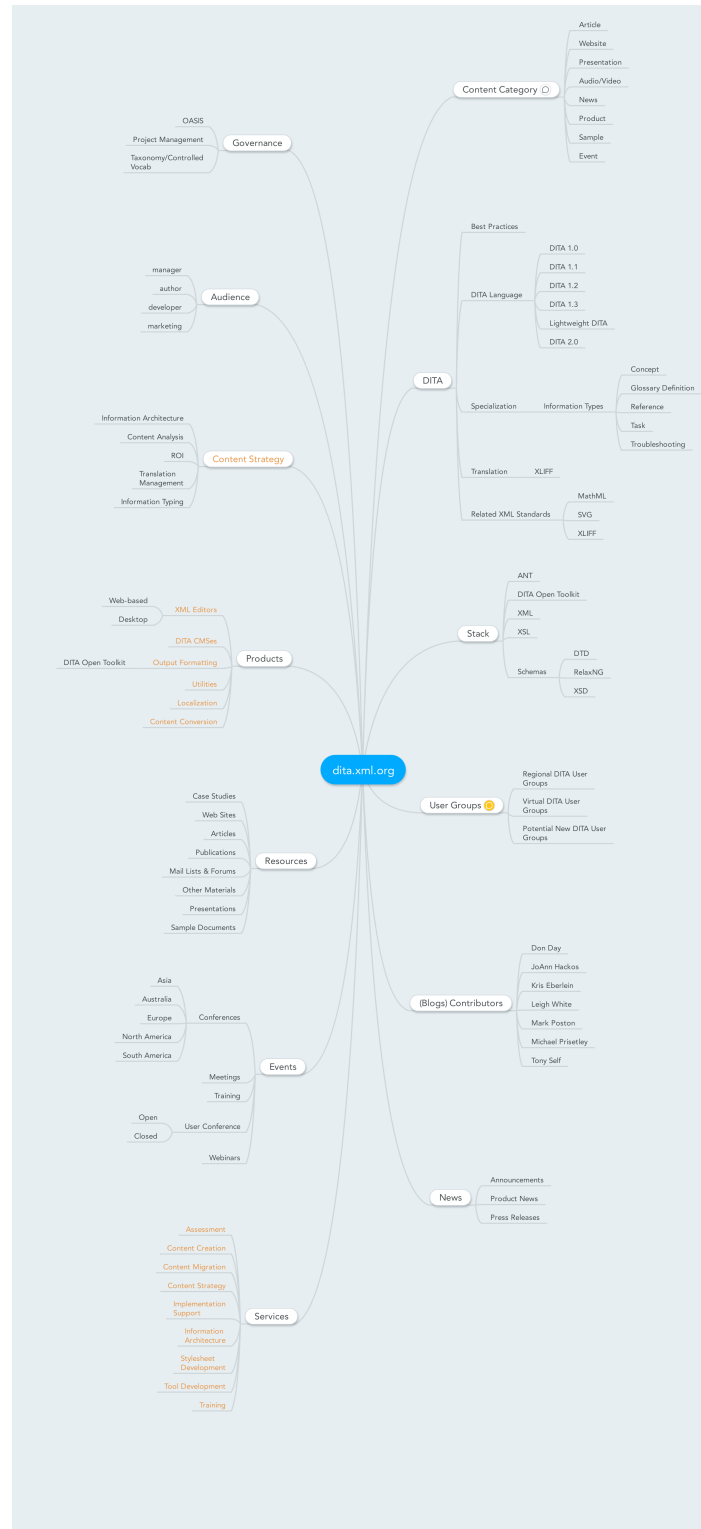 dita.xml.org
Content Category
Article
Website
Presentation
Audio/Video
News
Product
Sample
Event
DITA
Best Practices
DITA Language
DITA 1.0
DITA 1.1
DITA 1.2
DITA 1.3
Lightweight DITA
DITA 2.0
Specialization
Information Types
Concept
Glossary Definition
Reference
Task
Troubleshooting
Translation
XLIFF
Related XML Standards
MathML
SVG
XLIFF
Stack
ANT
DITA Open Toolkit
XML
XSL
Schemas
DTD
RelaxNG
XSD
User Groups
Regional DITA User
Groups
Virtual DITA User
Groups
Potential New DITA User
Groups
(Blogs) Contributors
Don Day
JoAnn Hackos
Kris Eberlein
Leigh White
Mark Poston
Michael Prisetley
Tony Self
News
Announcements
Product News
Press Releases
Governance
OASIS
Project Management
Taxonomy/Controlled
Vocab
Audience
manager
author
developer
marketing
Content Strategy
Information Architecture
Content Analysis
ROI
Translation
Management
Information Typing
Products
XML Editors
Web-based
Desktop
DITA CMSes
Output Formatting
DITA Open Toolkit
Utilities
Localization
Content Conversion
Resources
Case Studies
Web Sites
Articles
Publications
Mail Lists & Forums
Other Materials
Presentations
Sample Documents
Events
Conferences
Asia
Australia
Europe
North America
South America
Meetings
Training
User Conference
Open
Closed
Webinars
Services
Assessment
Content Creation
Content Migration
Content Strategy
Implementation
Support
Information
Architecture
Stylesheet
Development
Tool Development
Training